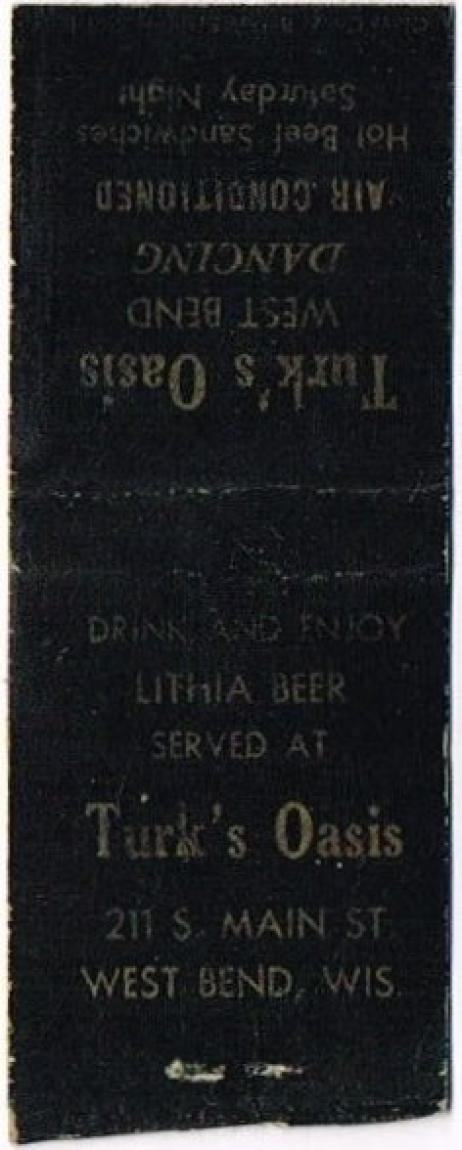 Turk's Oasis
WEST BEND
DANCING
AIR CONDITIONED
Hot Beef Sandwiches
Saturday Night
DRINK AND ENJOY
LITHIA BEER
SERVED AT
Turk's Oasis
211 S. MAIN ST.
WEST BEND, WIS.